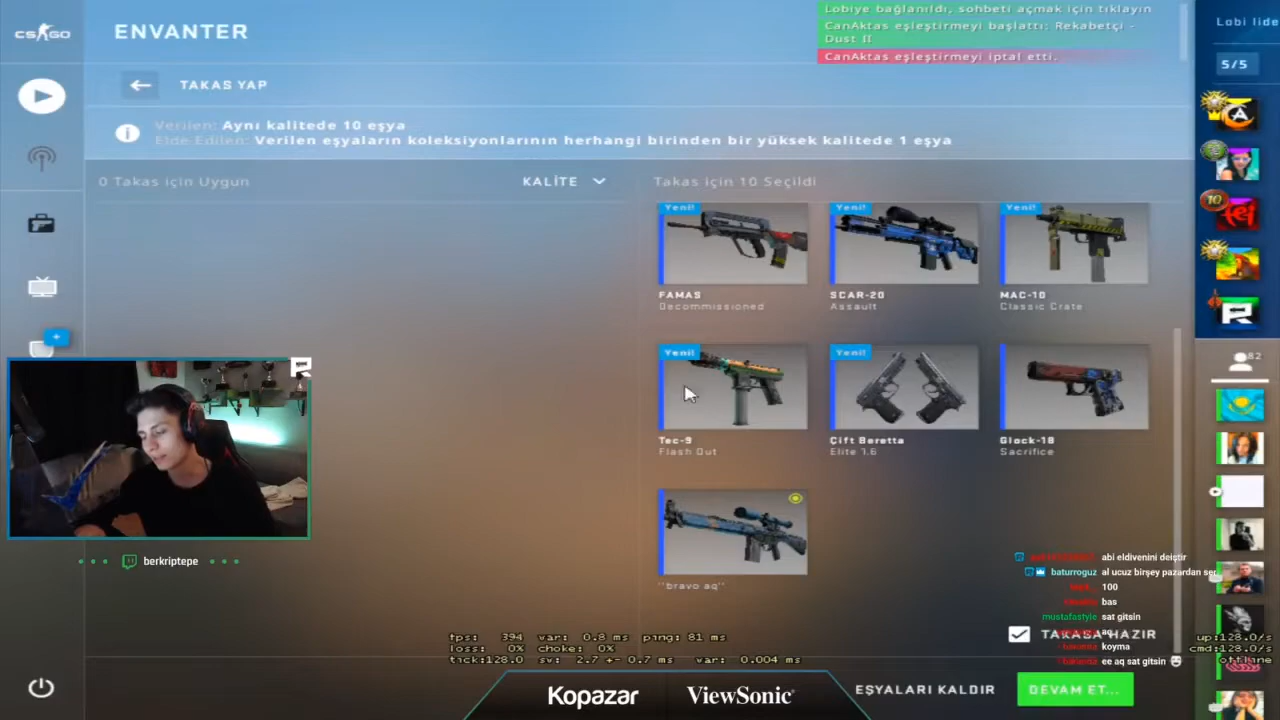 CS:GO
ENVANTER
Lobiye bağlanıldı, sohbeti açmak için tıklayın
CanAktas eşleştirmeyi başlattı: Rekabetçi -
Dust II
CanAktas eşleştirmeyi iptal etti.
Lobi lide
5/5
TAKAS YAP
Verilen: Aynı kalitede 10 eşya
Elde Edilen: Verilen eşyaların koleksiyonlarının herhangi birinden bir yüksek kalitede 1 eşya
0 Takas için Uygun
KALİTE
Takas için 10 Seçildi
Yeni!
Yeni!
Yeni!
FAMAS
Decommissioned
SCAR-20
Assault
MAC-10
Classic Crate
Yeni!
Yeni!
Tec-9
Flash Out
Çift Beretta
Elite 1.6
Glock-18
Sacrifice
''bravo aq''
10
82
berkriptepe
abi eldivenini deiştir
baturroguz al ucuz birşey pazardan ser
100
bas
mustafastyle sat gitsin
aq
koyma
ee aq sat gitsin
TAKASA HAZIR
fps: 394 var: 0.8 ms ping: 81 ms
loss: 0% choke: 0%
tick:128.0 sv: 2.7 +- 0.7 ms var: 0.004 ms
up:128.0/s
cmd:128.0/s
offline
Kopazar
ViewSonic
EŞYALARI KALDIR
DEVAM ET...